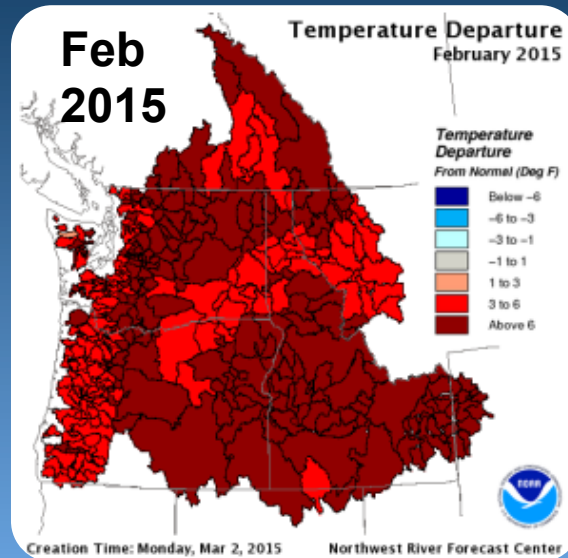 Feb
2015
Temperature Departure
February 2015
Temperature
Departure
From Normal (Deg F)
Below -6
-6 to -3
-3 to -1
-1 to 1
1 to 3
3 to 6
Above 6
NOAA
Creation Time: Monday, Mar 2, 2015 Northwest River Forecast Center